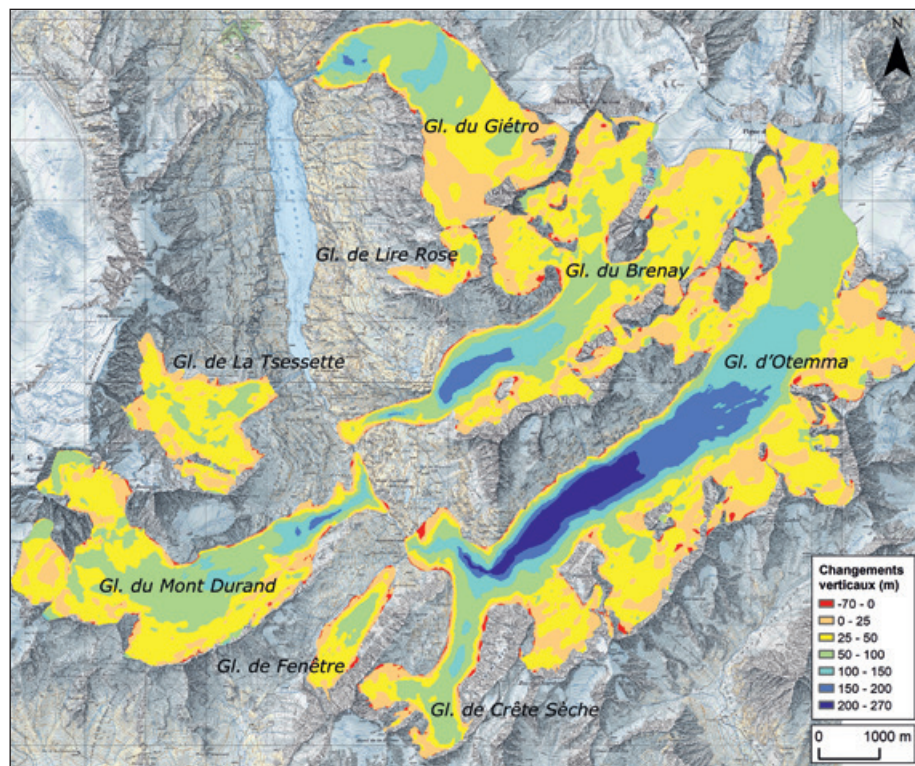 N
Gl. du Giétro
Gl. de Lire Rose
Gl. du Brenay
Gl. de La Tsessette
Gl. d'Otemma
Gl. du Mont Durand
Gl. de Fenêtre
Gl. de Crête Sèche
Changements
verticaux (m)
-70 - 0
0 - 25
25 - 50
50 - 100
100 - 150
150 - 200
200 - 270
0 1000 m